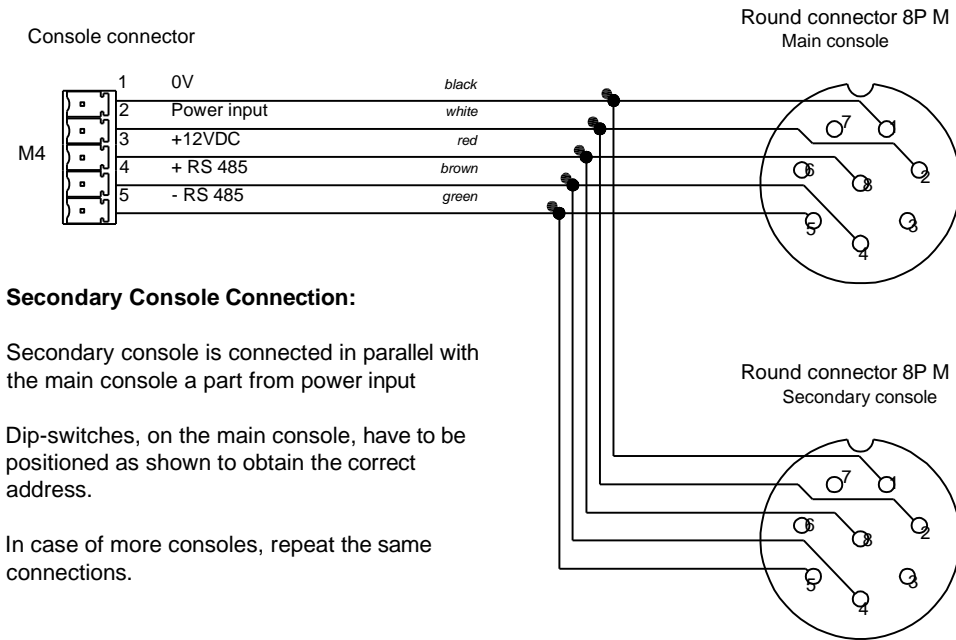 Round connector 8P M
Main console
Console connector
1 0V black
2 Power input white
3 +12VDC red
M4
4 + RS 485 brown
5 - RS 485 green
7 1
6 8 2
5 3
4
Secondary Console Connection:
Secondary console is connected in parallel with
the main console a part from power input
Round connector 8P M
Secondary console
Dip-switches, on the main console, have to be
positioned as shown to obtain the correct
address.
In case of more consoles, repeat the same
connections.
7 1
6 8 2
5 3
4